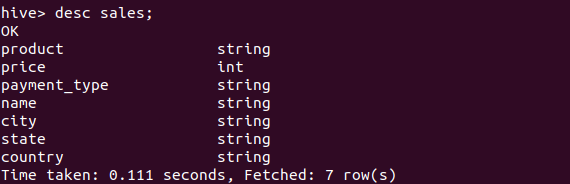 hive> desc sales;
OK
product string
price int
payment_type string
name string
city string
state string
country string
Time taken: 0.111 seconds, Fetched: 7 row(s)